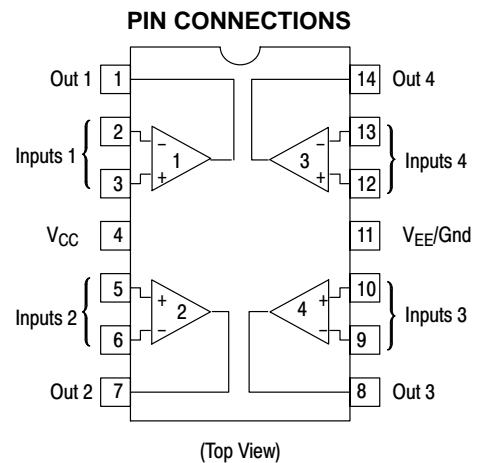 PIN CONNECTIONS
Out 1 1 14 Out 4
2 13
Inputs 1 − 1 + − 3 + Inputs 4
3 12
VCC 4 11 VEE/Gnd
5 10
Inputs 2 + 2 − + 4 − Inputs 3
6 9
Out 2 7 8 Out 3
(Top View)